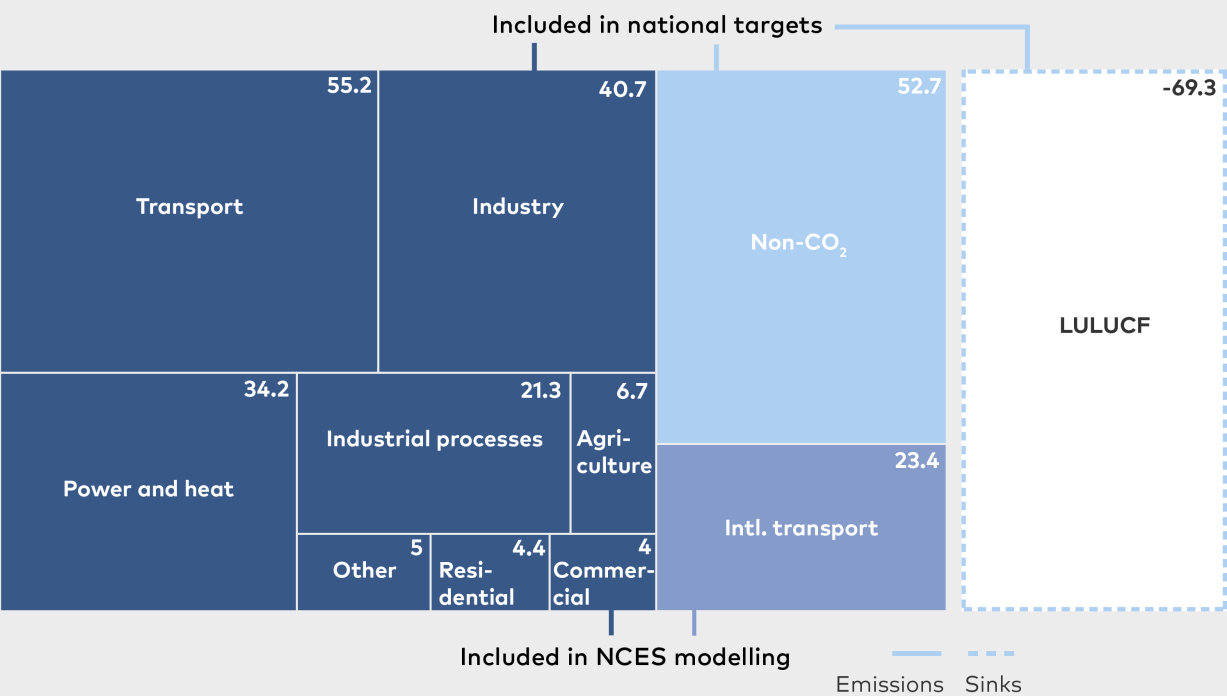 Included in national targets
55.2
Transport
40.7
Industry
52.7
Non-CO₂
-69.3
LULUCF
34.2
Power and heat
21.3
Industrial processes
6.7
Agri-
culture
5
Other
4.4
Resi-
dential
4
Commer-
cial
23.4
Intl. transport
Included in NCES modelling
Emissions Sinks